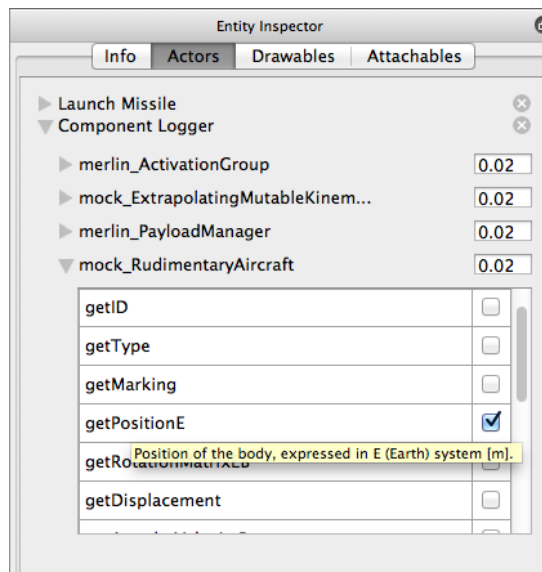 Entity Inspector
Info Actors Drawables Attachables
Launch Missile
Component Logger
merlin_ActivationGroup 0.02
mock_ExtrapolatingMutableKinem... 0.02
merlin_PayloadManager 0.02
mock_RudimentaryAircraft 0.02
getID
getType
getMarking
getPositionE
Position of the body, expressed in E (Earth) system [m].
getRotationMatrixEB
getDisplacement